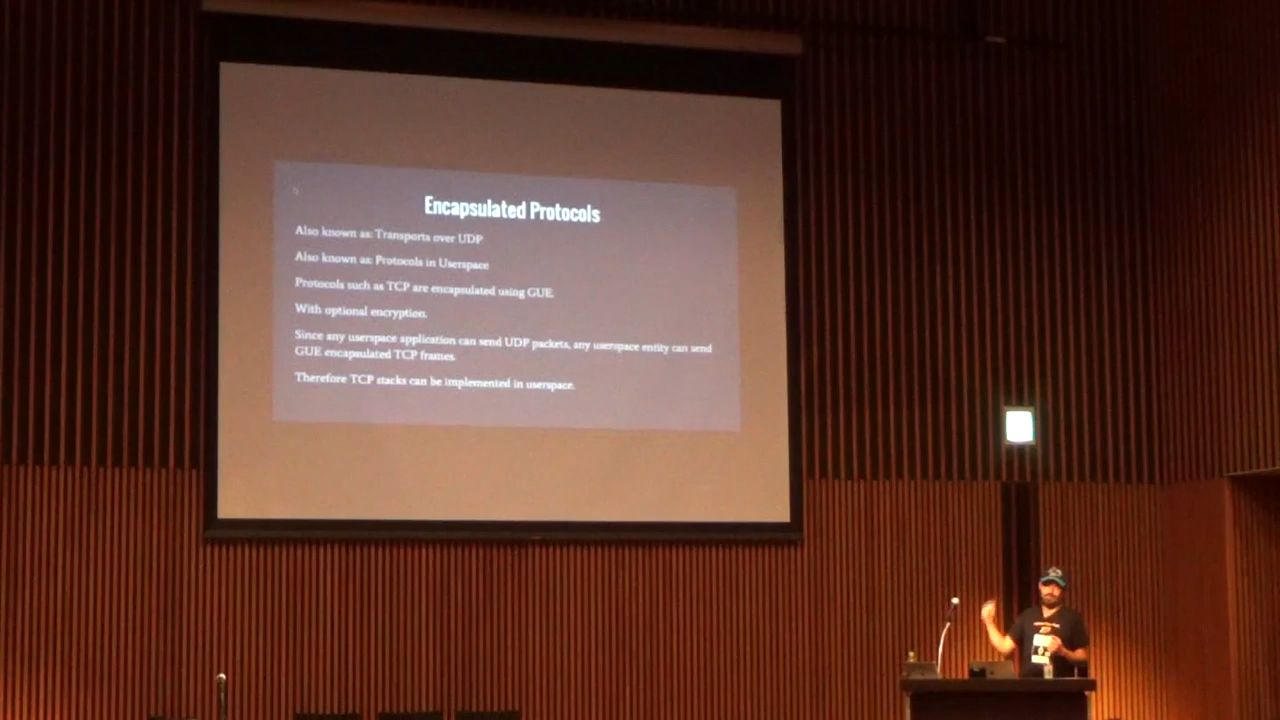 Encapsulated Protocols
Also known as: Transports over UDP
Also known as: Protocols in Userspace
Protocols such as TCP are encapsulated using GUE.
With optional encryption.
Since any userspace application can send UDP packets, any userspace entity can send
GUE encapsulated TCP frames.
Therefore TCP stacks can be implemented in userspace.